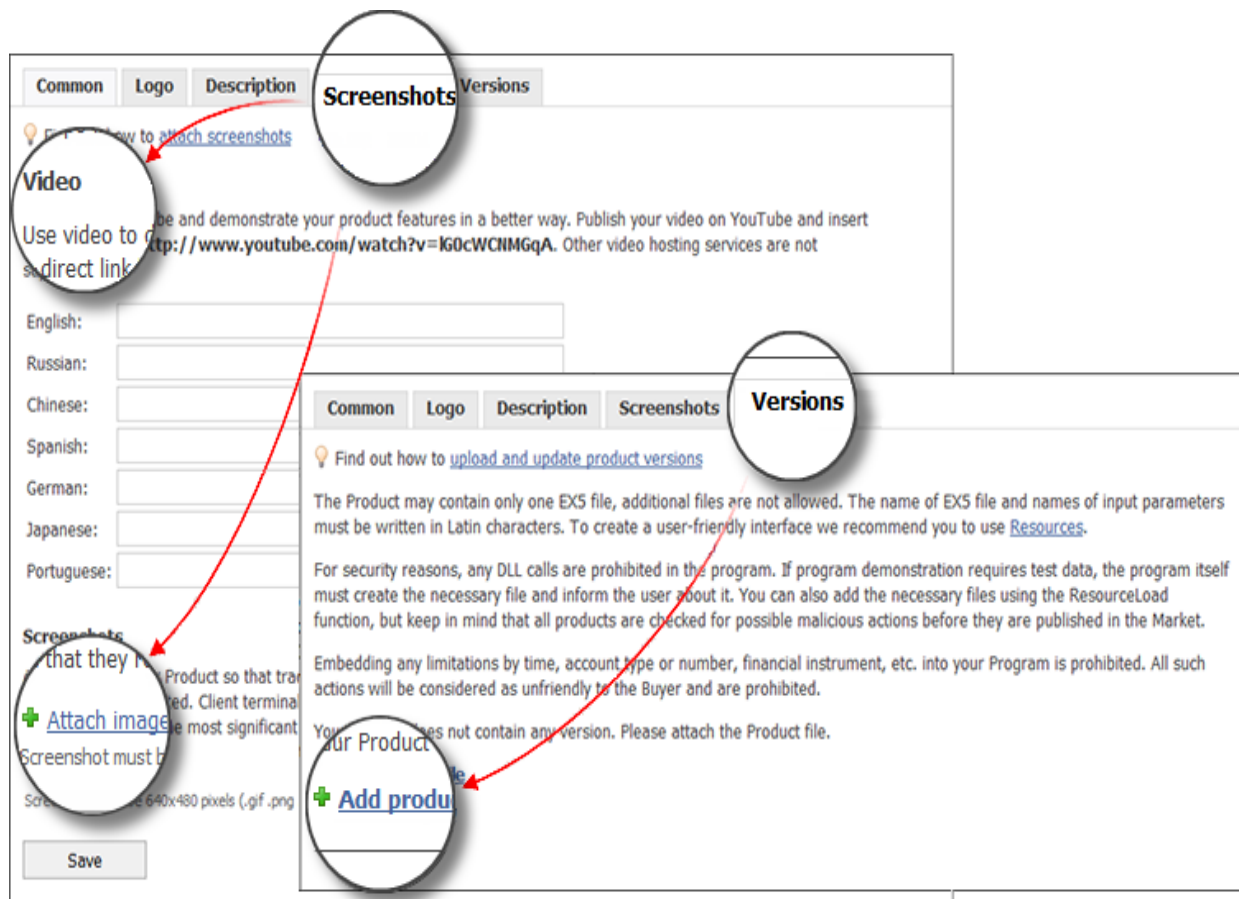 Common Logo Description Screenshots Versions
attach screenshots
Video
be and demonstrate your product features in a better way. Publish your video on YouTube and insert
Use video to
http://www.youtube.com/watch?v=lG0cWCNMGqA. Other video hosting services are not
direct link
English:
Russian:
Chinese:
Spanish:
German:
Japanese:
Portuguese:
Screenshots
that they
Product so that
Client terminal
Attach image
most significant
Screenshot must
640x480 pixels (.gif .png
Save
Common Logo Description Screenshots Versions
Find out how to upload and update product versions
The Product may contain only one EX5 file, additional files are not allowed. The name of EX5 file and names of input parameters
must be written in Latin characters. To create a user-friendly interface we recommend you to use Resources.
For security reasons, any DLL calls are prohibited in the program. If program demonstration requires test data, the program itself
must create the necessary file and inform the user about it. You can also add the necessary files using the ResourceLoad
function, but keep in mind that all products are checked for possible malicious actions before they are published in the Market.
Embedding any limitations by time, account type or number, financial instrument, etc. into your Program is prohibited. All such
actions will be considered as unfriendly to the Buyer and are prohibited.
not contain any version. Please attach the Product file.
Product
Add